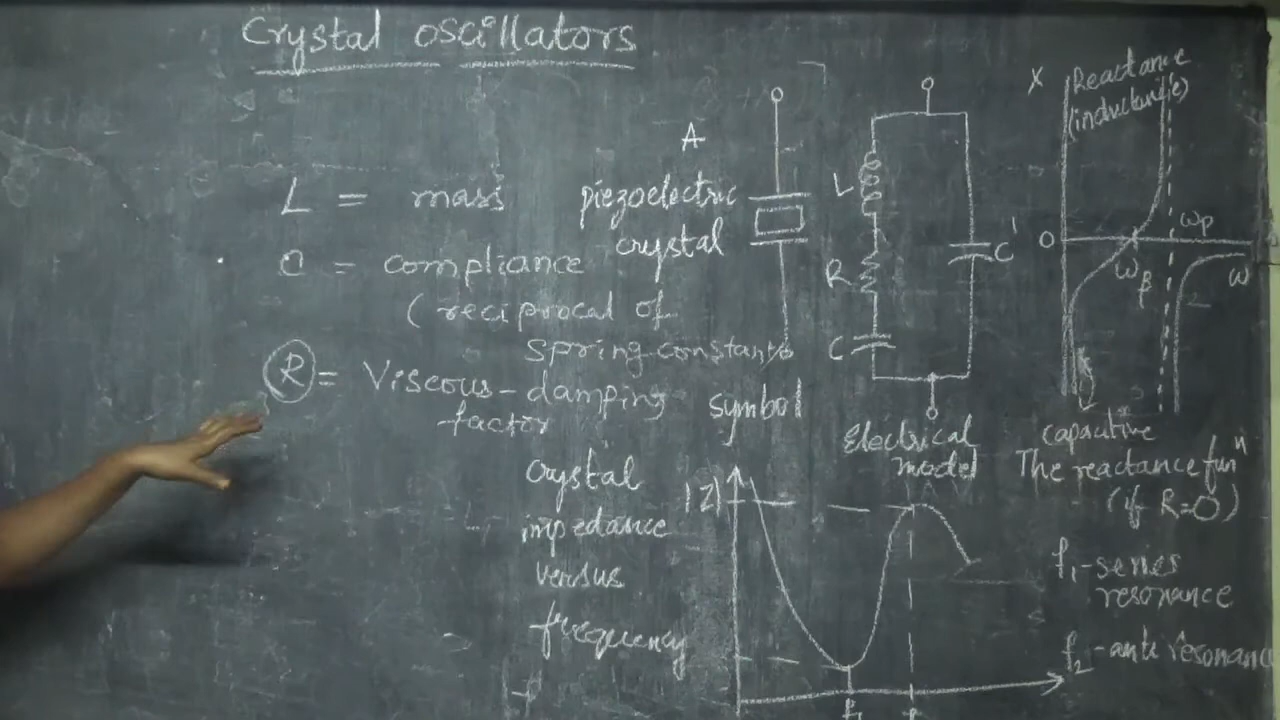 Crystal oscillators
L = mass
C = compliance
(reciprocal of
spring constant)
R = Viscous-damping
factor
A
piezoelectric
crystal
symbol
L
R
C
C'
Electrical
model
X
Reactance
(inductive)
0
ωp
ω
capacitive
The reactance funⁿ
(if R=0)
Crystal
impedance
versus
frequency
|Z|
f₁
f₁-series
resonance
f₂-anti resonance